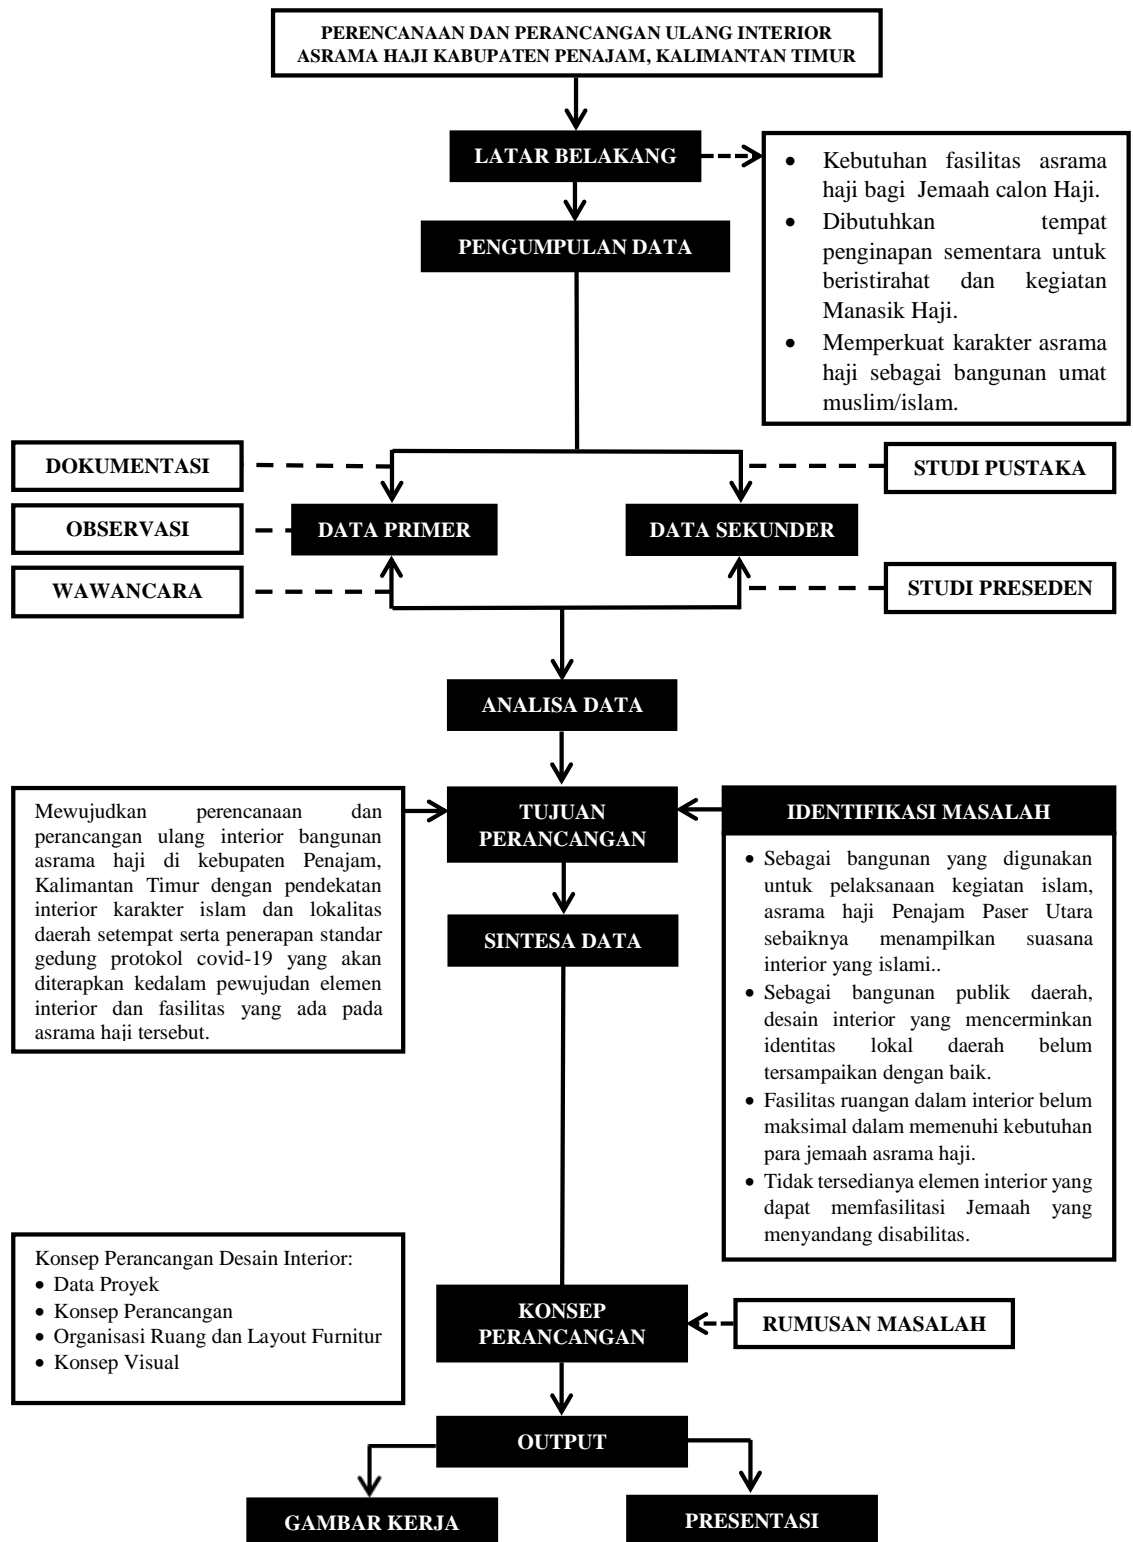 PERENCANAAN DAN PERANCANGAN ULANG INTERIOR
ASRAMA HAJI KABUPATEN PENAJAM, KALIMANTAN TIMUR
LATAR BELAKANG
• Kebutuhan fasilitas asrama
haji bagi Jemaah calon Haji.
• Dibutuhkan tempat
penginapan sementara untuk
beristirahat dan kegiatan
Manasik Haji.
• Memperkuat karakter asrama
haji sebagai bangunan umat
muslim/islam.
PENGUMPULAN DATA
DOKUMENTASI
OBSERVASI
WAWANCARA
DATA PRIMER
DATA SEKUNDER
STUDI PUSTAKA
STUDI PRESEDEN
ANALISA DATA
Mewujudkan perencanaan dan
perancangan ulang interior bangunan
asrama haji di kebupaten Penajam,
Kalimantan Timur dengan pendekatan
interior karakter islam dan lokalitas
daerah setempat serta penerapan standar
gedung protokol covid-19 yang akan
diterapkan kedalam pewujudan elemen
interior dan fasilitas yang ada pada
asrama haji tersebut.
TUJUAN
PERANCANGAN
IDENTIFIKASI MASALAH
• Sebagai bangunan yang digunakan
untuk pelaksanaan kegiatan islam,
asrama haji Penajam Paser Utara
sebaiknya menampilkan suasana
interior yang islami..
• Sebagai bangunan publik daerah,
desain interior yang mencerminkan
identitas lokal daerah belum
tersampaikan dengan baik.
• Fasilitas ruangan dalam interior belum
maksimal dalam memenuhi kebutuhan
para jemaah asrama haji.
• Tidak tersedianya elemen interior yang
dapat memfasilitasi Jemaah yang
menyandang disabilitas.
SINTESA DATA
Konsep Perancangan Desain Interior:
• Data Proyek
• Konsep Perancangan
• Organisasi Ruang dan Layout Furnitur
• Konsep Visual
KONSEP
PERANCANGAN
RUMUSAN MASALAH
OUTPUT
GAMBAR KERJA
PRESENTASI